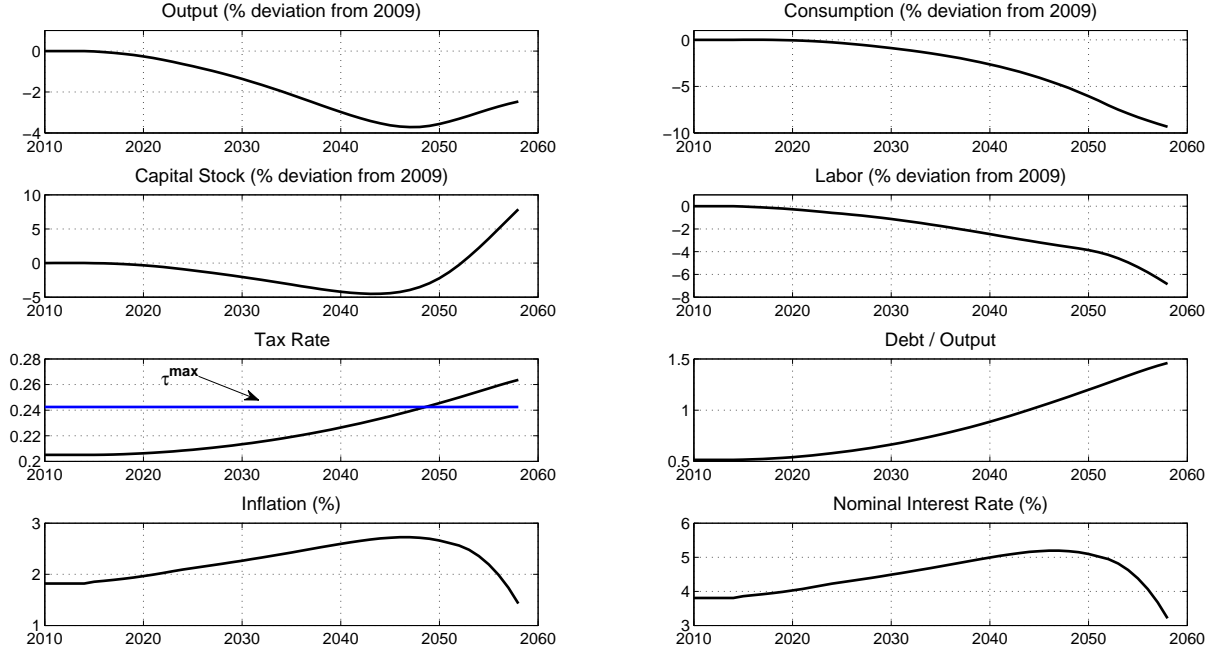 Output (% deviation from 2009)
0
−2
−4
2010 2020 2030 2040 2050 2060
Consumption (% deviation from 2009)
0
−5
−10
2010 2020 2030 2040 2050 2060
Capital Stock (% deviation from 2009)
10
5
0
−5
2010 2020 2030 2040 2050 2060
Labor (% deviation from 2009)
0
−2
−4
−6
−8
2010 2020 2030 2040 2050 2060
Tax Rate
0.28
0.26
0.24
0.22
0.2
τmax
2010 2020 2030 2040 2050 2060
Debt / Output
1.5
1
0.5
2010 2020 2030 2040 2050 2060
Inflation (%)
3
2
1
2010 2020 2030 2040 2050 2060
Nominal Interest Rate (%)
6
5
4
3
2010 2020 2030 2040 2050 2060